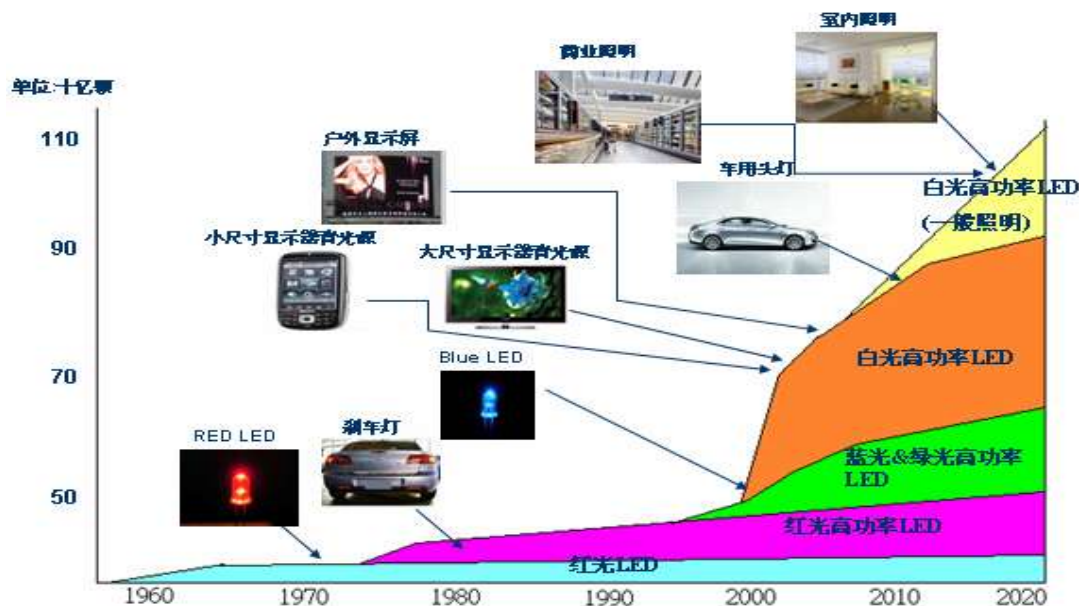 室内照明
商业照明
单位:十亿颗
110
户外显示屏
车用头灯
白光高功率LED
(一般照明)
小尺寸显示器背光源
90
大尺寸显示器背光源
Blue LED
白光高功率LED
70
刹车灯
RED LED
蓝光&绿光高功率
LED
50
红光高功率LED
红光LED
1960
1970
1980
1990
2000
2010
2020